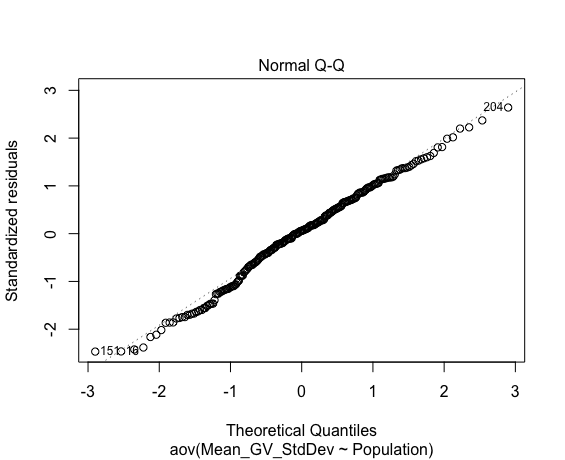 Normal Q-Q
Standardized residuals
3
2
1
0
-1
-2
204
151 16
-3 -2 -1 0 1 2 3
Theoretical Quantiles
aov(Mean_GV_StdDev ~ Population)